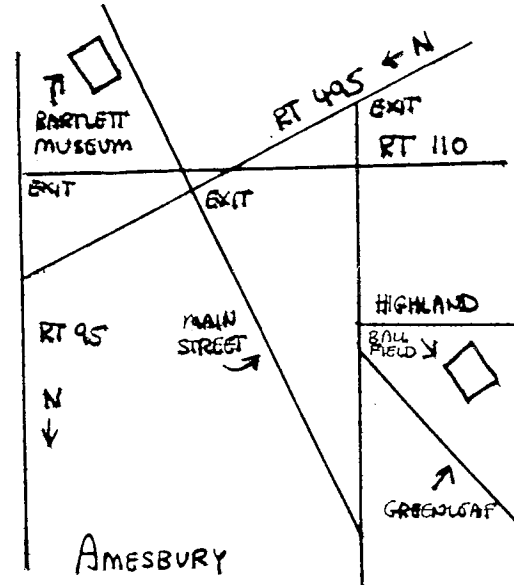 RT 495 ← N
EXIT
BARTLETT
MUSEUM
RT 110
EXIT
EXIT
HIGHLAND
RT 95
MAIN
STREET
BALL
FIELD
N
GREENLEAF
AMESBURY